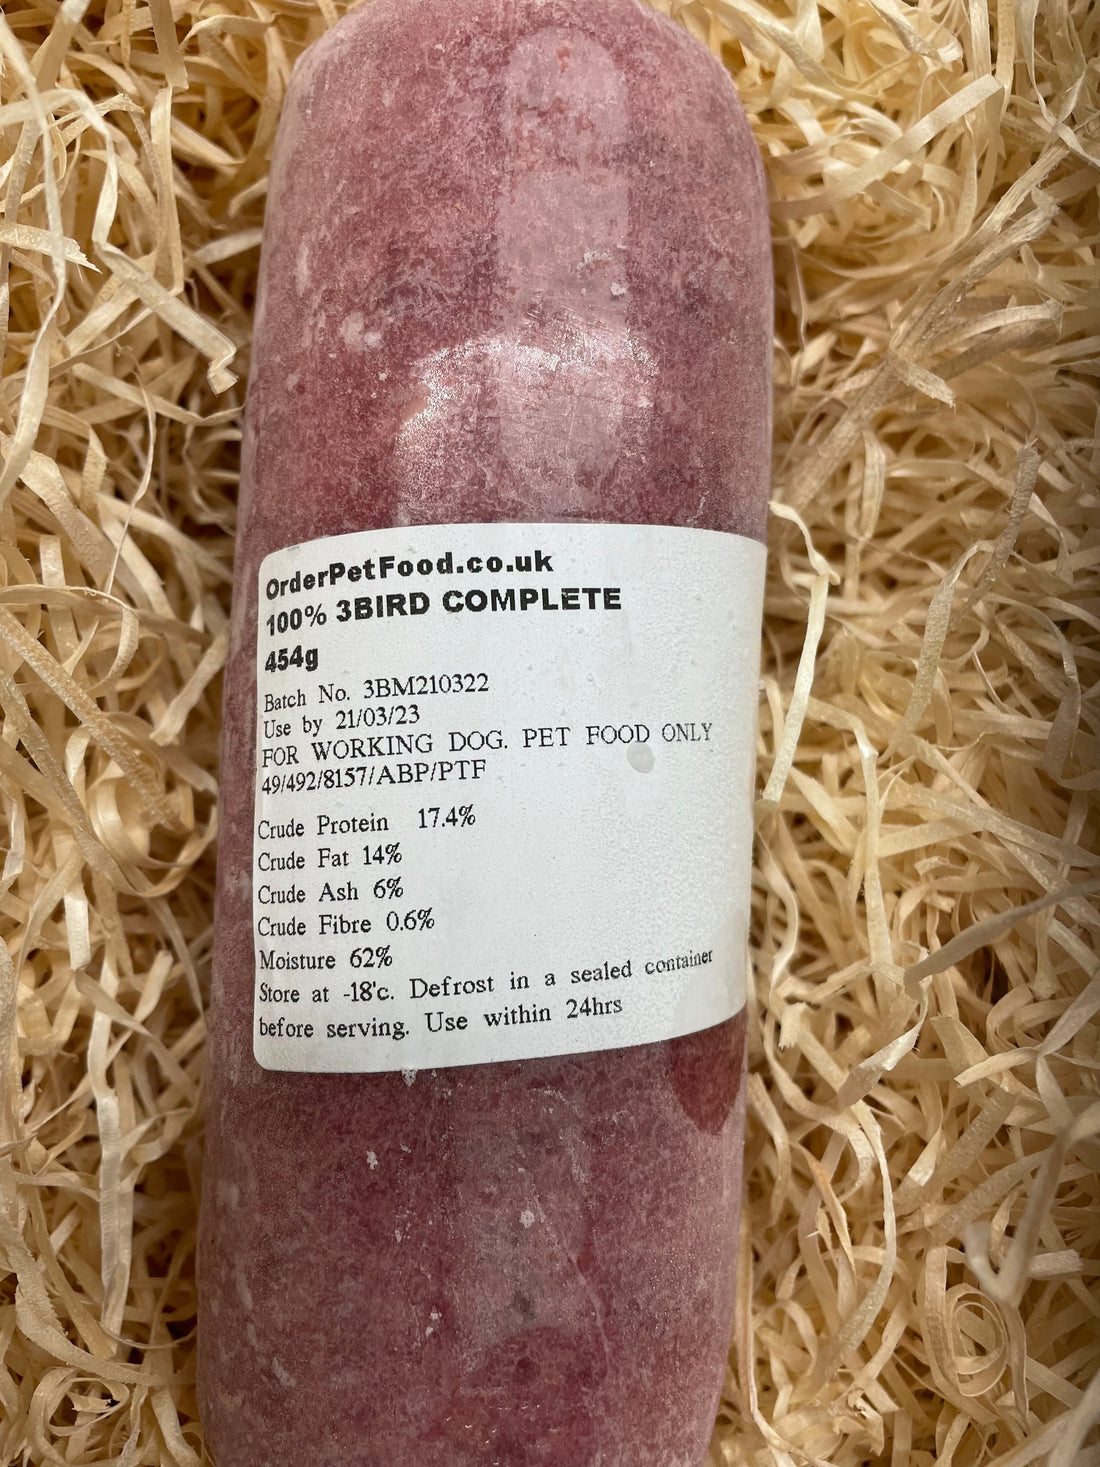 OrderPetFood.co.uk
100% 3BIRD COMPLETE
454g
Batch No. 3BM210322
Use by 21/03/23
FOR WORKING DOG. PET FOOD ONLY
49/492/8157/ABP/PTF
Crude Protein 17.4%
Crude Fat 14%
Crude Ash 6%
Crude Fibre 0.6%
Moisture 62%
Store at -18'c. Defrost in a sealed container
before serving. Use within 24hrs